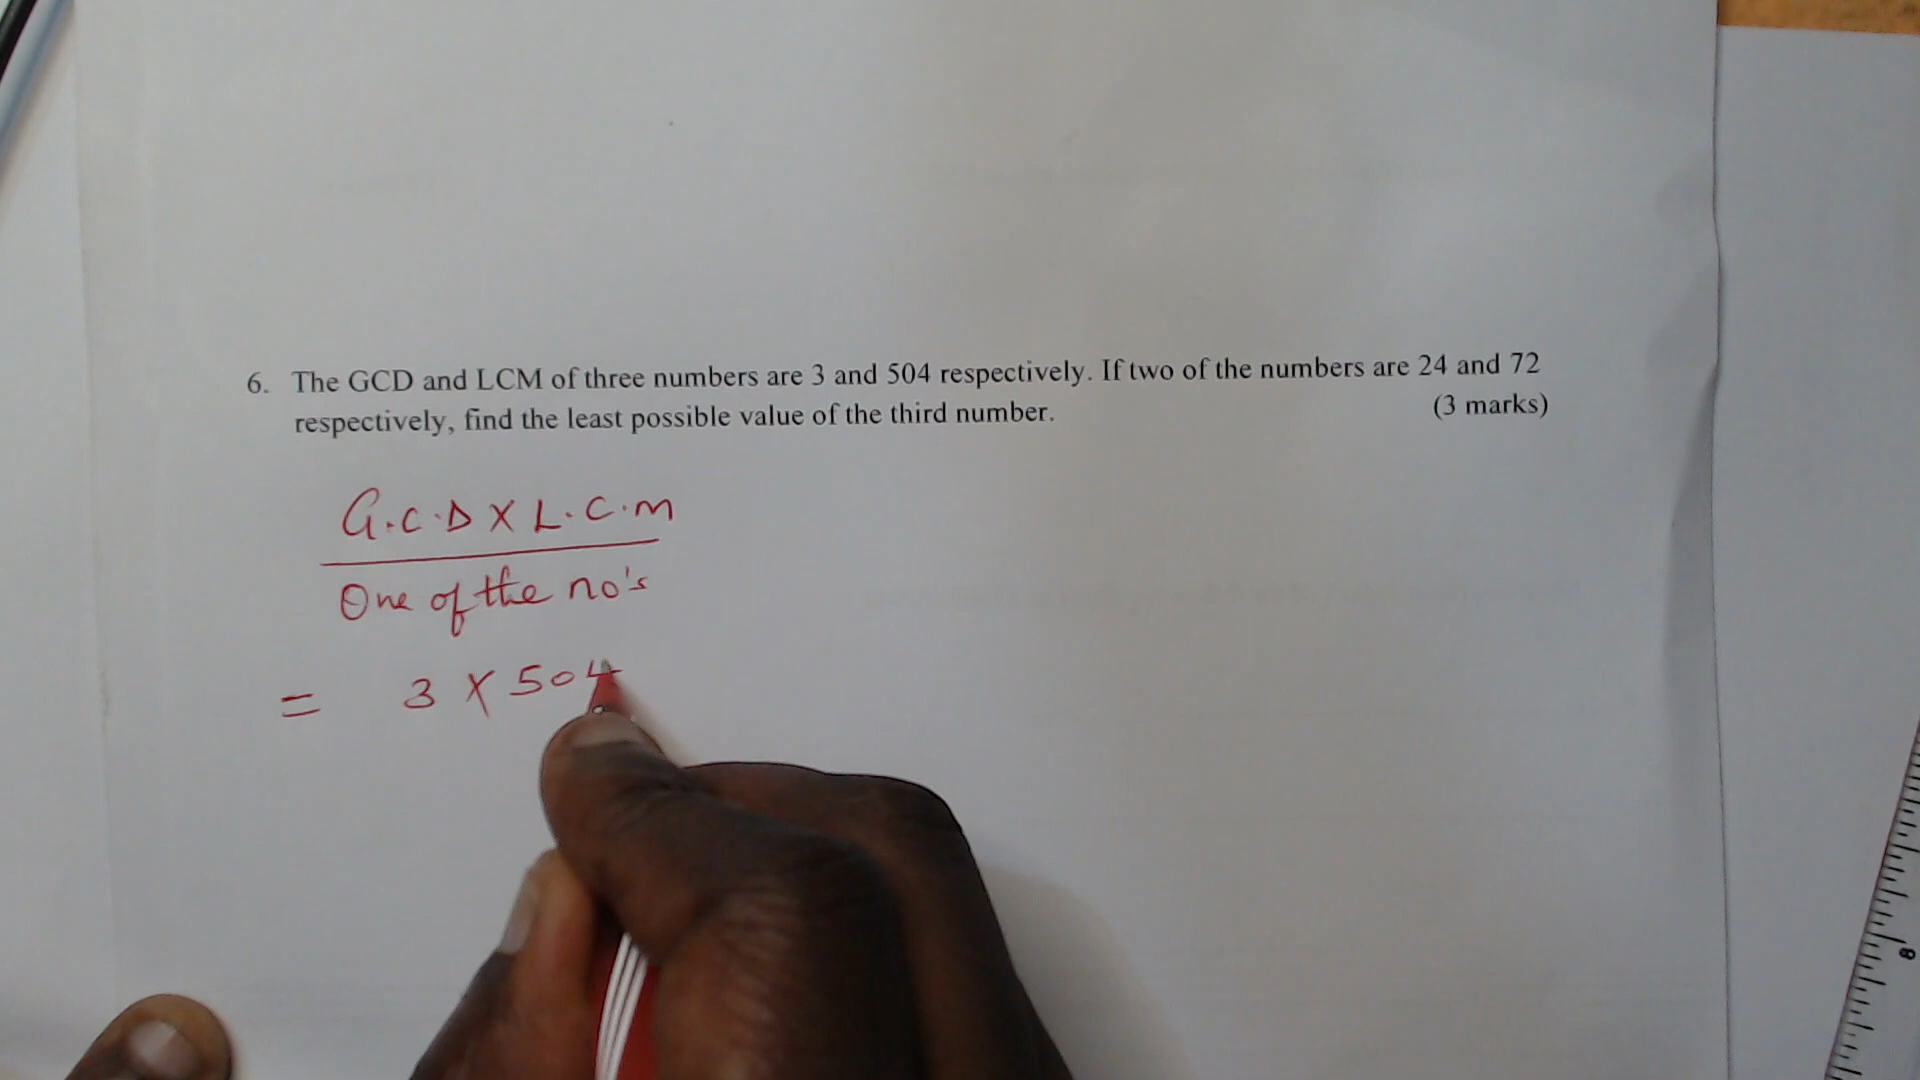 6. The GCD and LCM of three numbers are 3 and 504 respectively. If two of the numbers are 24 and 72
respectively, find the least possible value of the third number. (3 marks)
G.C.D X L.C.M
One of the no's
= 3 X 504
8